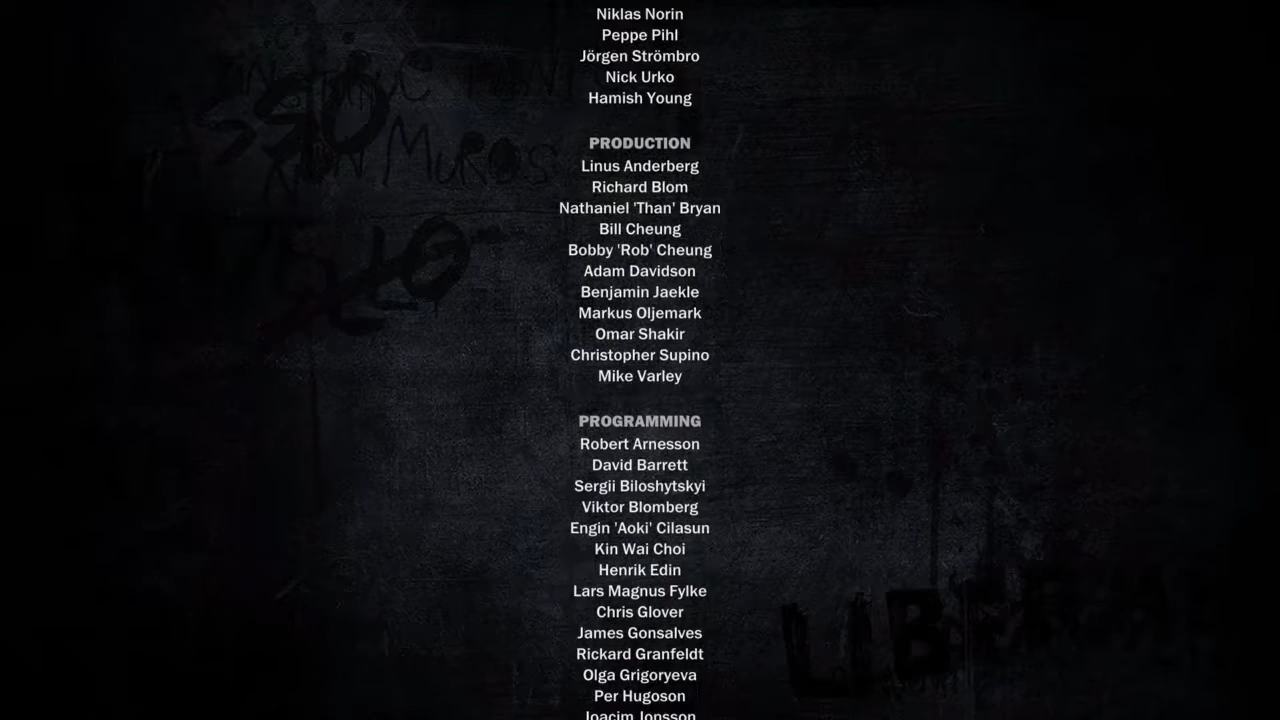 Niklas Norin
Peppe Pihl
Jörgen Strömbro
Nick Urko
Hamish Young
PRODUCTION
Linus Anderberg
Richard Blom
Nathaniel 'Than' Bryan
Bill Cheung
Bobby 'Rob' Cheung
Adam Davidson
Benjamin Jaekle
Markus Oljemark
Omar Shakir
Christopher Supino
Mike Varley
PROGRAMMING
Robert Arnesson
David Barrett
Sergii Biloshytskyi
Viktor Blomberg
Engin 'Aoki' Cilasun
Kin Wai Choi
Henrik Edin
Lars Magnus Fylke
Chris Glover
James Gonsalves
Rickard Granfeldt
Olga Grigoryeva
Per Hugoson
Joacim Jonsson
MUROS